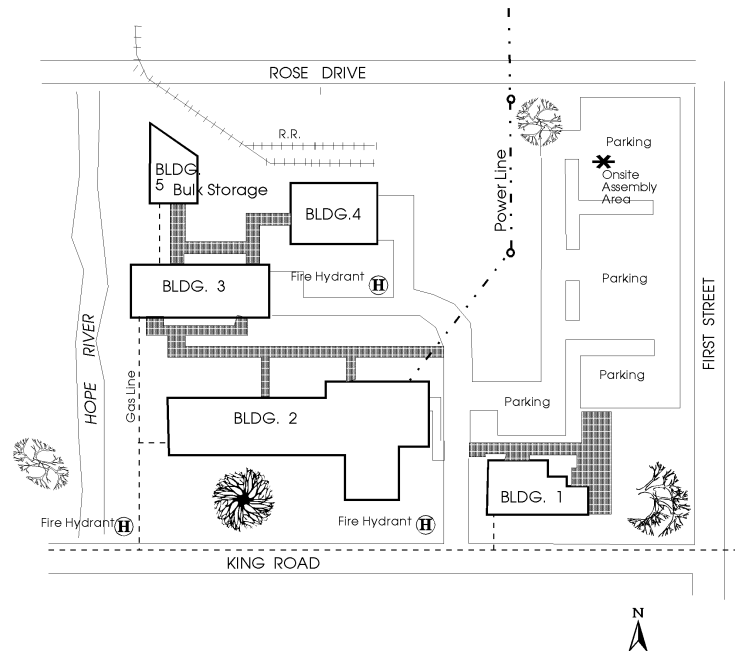 ROSE DRIVE
R.R.
Parking
BLDG.
5
Bulk Storage
Onsite
Assembly
Area
Power Line
BLDG.4
Fire Hydrant H
BLDG. 3
Parking
FIRST STREET
HOPE RIVER
Gas Line
Parking
Parking
BLDG. 2
BLDG. 1
Fire Hydrant H
Fire Hydrant H
KING ROAD
N